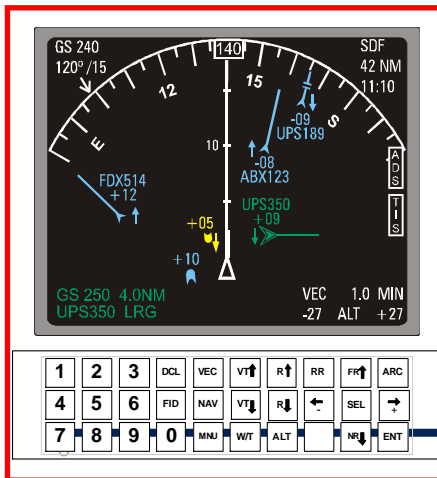 GS 240
120° /15
140
SDF
42 NM
11:10
12
15
E
S
-09
UPS189
10
-08
ABX123
FDX514
+12
UPS350
+09
+05
+10
ADS
TIS
GS 250 4.0NM
UPS350 LRG
VEC 1.0 MIN
-27 ALT +27
1 2 3 DCL VEC VT R RR FR ARC
4 5 6 FID NAV VT R - SEL +
7 8 9 0 MNU W/T ALT NR ENT